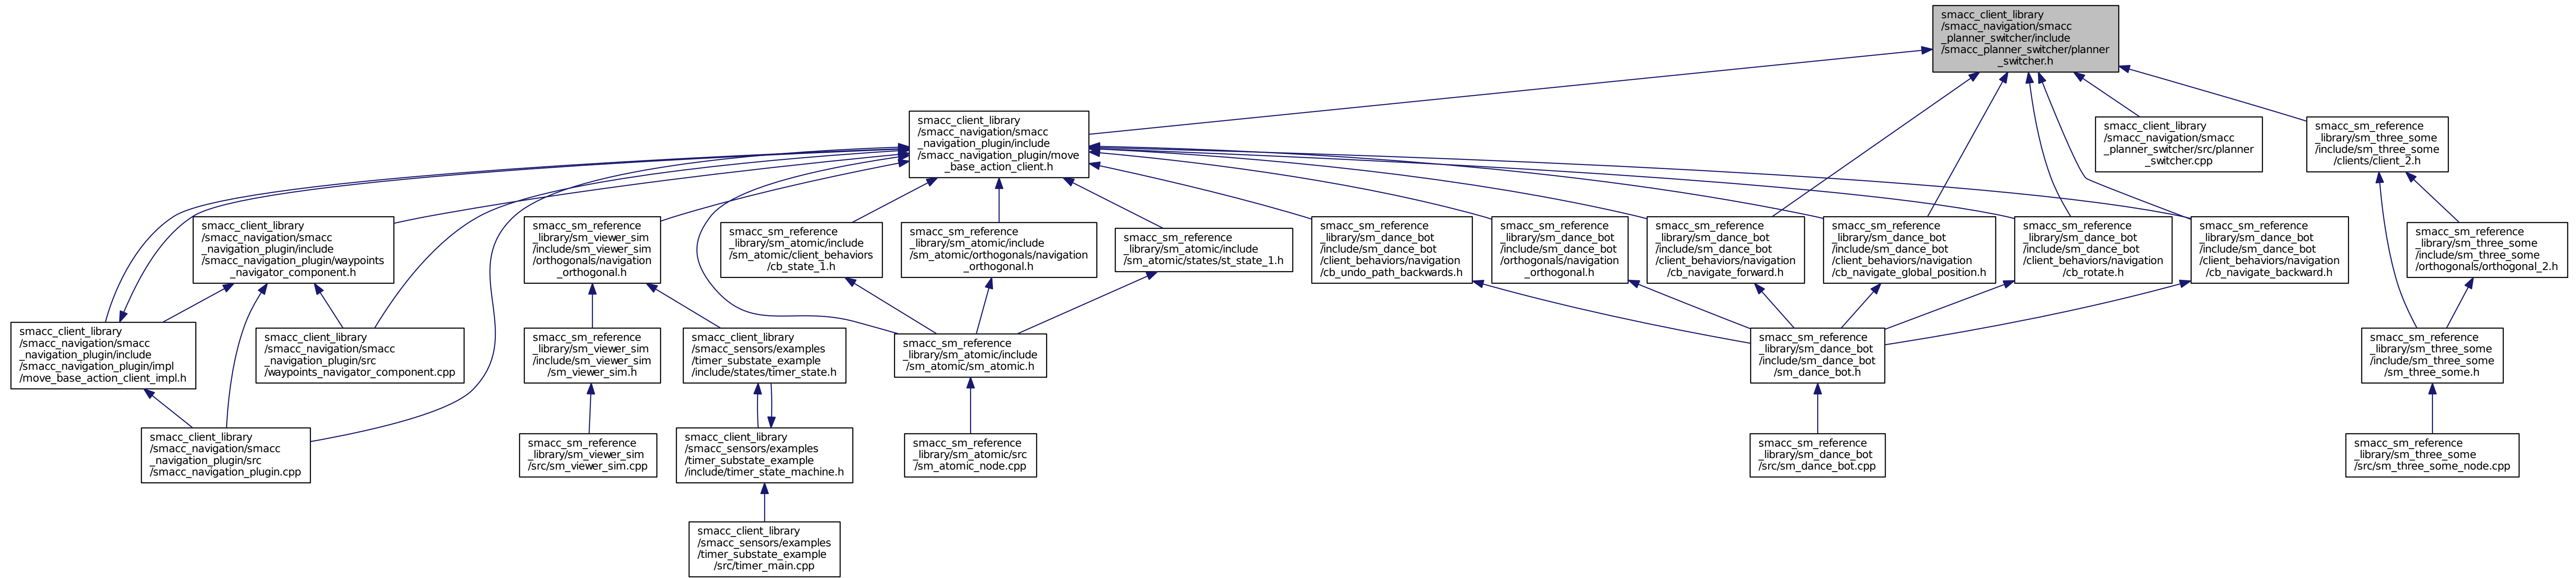 smacc_client_library
/smacc_navigation/smacc
_planner_switcher/include
/smacc_planner_switcher/planner
_switcher.h
smacc_client_library
/smacc_navigation/smacc
_navigation_plugin/include
/smacc_navigation_plugin/move
_base_action_client.h
smacc_client_library
/smacc_navigation/smacc
_planner_switcher/src/planner
_switcher.cpp
smacc_sm_reference
_library/sm_three_some
/include/sm_three_some
/clients/client_2.h
smacc_client_library
/smacc_navigation/smacc
_navigation_plugin/include
/smacc_navigation_plugin/waypoints
_navigator_component.h
smacc_sm_reference
_library/sm_viewer_sim
/include/sm_viewer_sim
/orthogonals/navigation
_orthogonal.h
smacc_sm_reference
_library/sm_atomic/include
/sm_atomic/client_behaviors
/cb_state_1.h
smacc_sm_reference
_library/sm_atomic/include
/sm_atomic/orthogonals/navigation
_orthogonal.h
smacc_sm_reference
_library/sm_atomic/include
/sm_atomic/states/st_state_1.h
smacc_sm_reference
_library/sm_dance_bot
/include/sm_dance_bot
/client_behaviors/navigation
/cb_undo_path_backwards.h
smacc_sm_reference
_library/sm_dance_bot
/include/sm_dance_bot
/orthogonals/navigation
_orthogonal.h
smacc_sm_reference
_library/sm_dance_bot
/include/sm_dance_bot
/client_behaviors/navigation
/cb_navigate_forward.h
smacc_sm_reference
_library/sm_dance_bot
/include/sm_dance_bot
/client_behaviors/navigation
/cb_navigate_global_position.h
smacc_sm_reference
_library/sm_dance_bot
/include/sm_dance_bot
/client_behaviors/navigation
/cb_rotate.h
smacc_sm_reference
_library/sm_dance_bot
/include/sm_dance_bot
/client_behaviors/navigation
/cb_navigate_backward.h
smacc_sm_reference
_library/sm_three_some
/include/sm_three_some
/orthogonals/orthogonal_2.h
smacc_client_library
/smacc_navigation/smacc
_navigation_plugin/include
/smacc_navigation_plugin/impl
/move_base_action_client_impl.h
smacc_client_library
/smacc_navigation/smacc
_navigation_plugin/src
/waypoints_navigator_component.cpp
smacc_sm_reference
_library/sm_viewer_sim
/include/sm_viewer_sim
/sm_viewer_sim.h
smacc_client_library
/smacc_sensors/examples
/timer_substate_example
/include/states/timer_state.h
smacc_sm_reference
_library/sm_atomic/include
/sm_atomic/sm_atomic.h
smacc_sm_reference
_library/sm_dance_bot
/include/sm_dance_bot
/sm_dance_bot.h
smacc_sm_reference
_library/sm_three_some
/include/sm_three_some
/sm_three_some.h
smacc_client_library
/smacc_navigation/smacc
_navigation_plugin/src
/smacc_navigation_plugin.cpp
smacc_sm_reference
_library/sm_viewer_sim
/src/sm_viewer_sim.cpp
smacc_client_library
/smacc_sensors/examples
/timer_substate_example
/include/timer_state_machine.h
smacc_sm_reference
_library/sm_atomic/src
/sm_atomic_node.cpp
smacc_sm_reference
_library/sm_dance_bot
/src/sm_dance_bot.cpp
smacc_sm_reference
_library/sm_three_some
/src/sm_three_some_node.cpp
smacc_client_library
/smacc_sensors/examples
/timer_substate_example
/src/timer_main.cpp